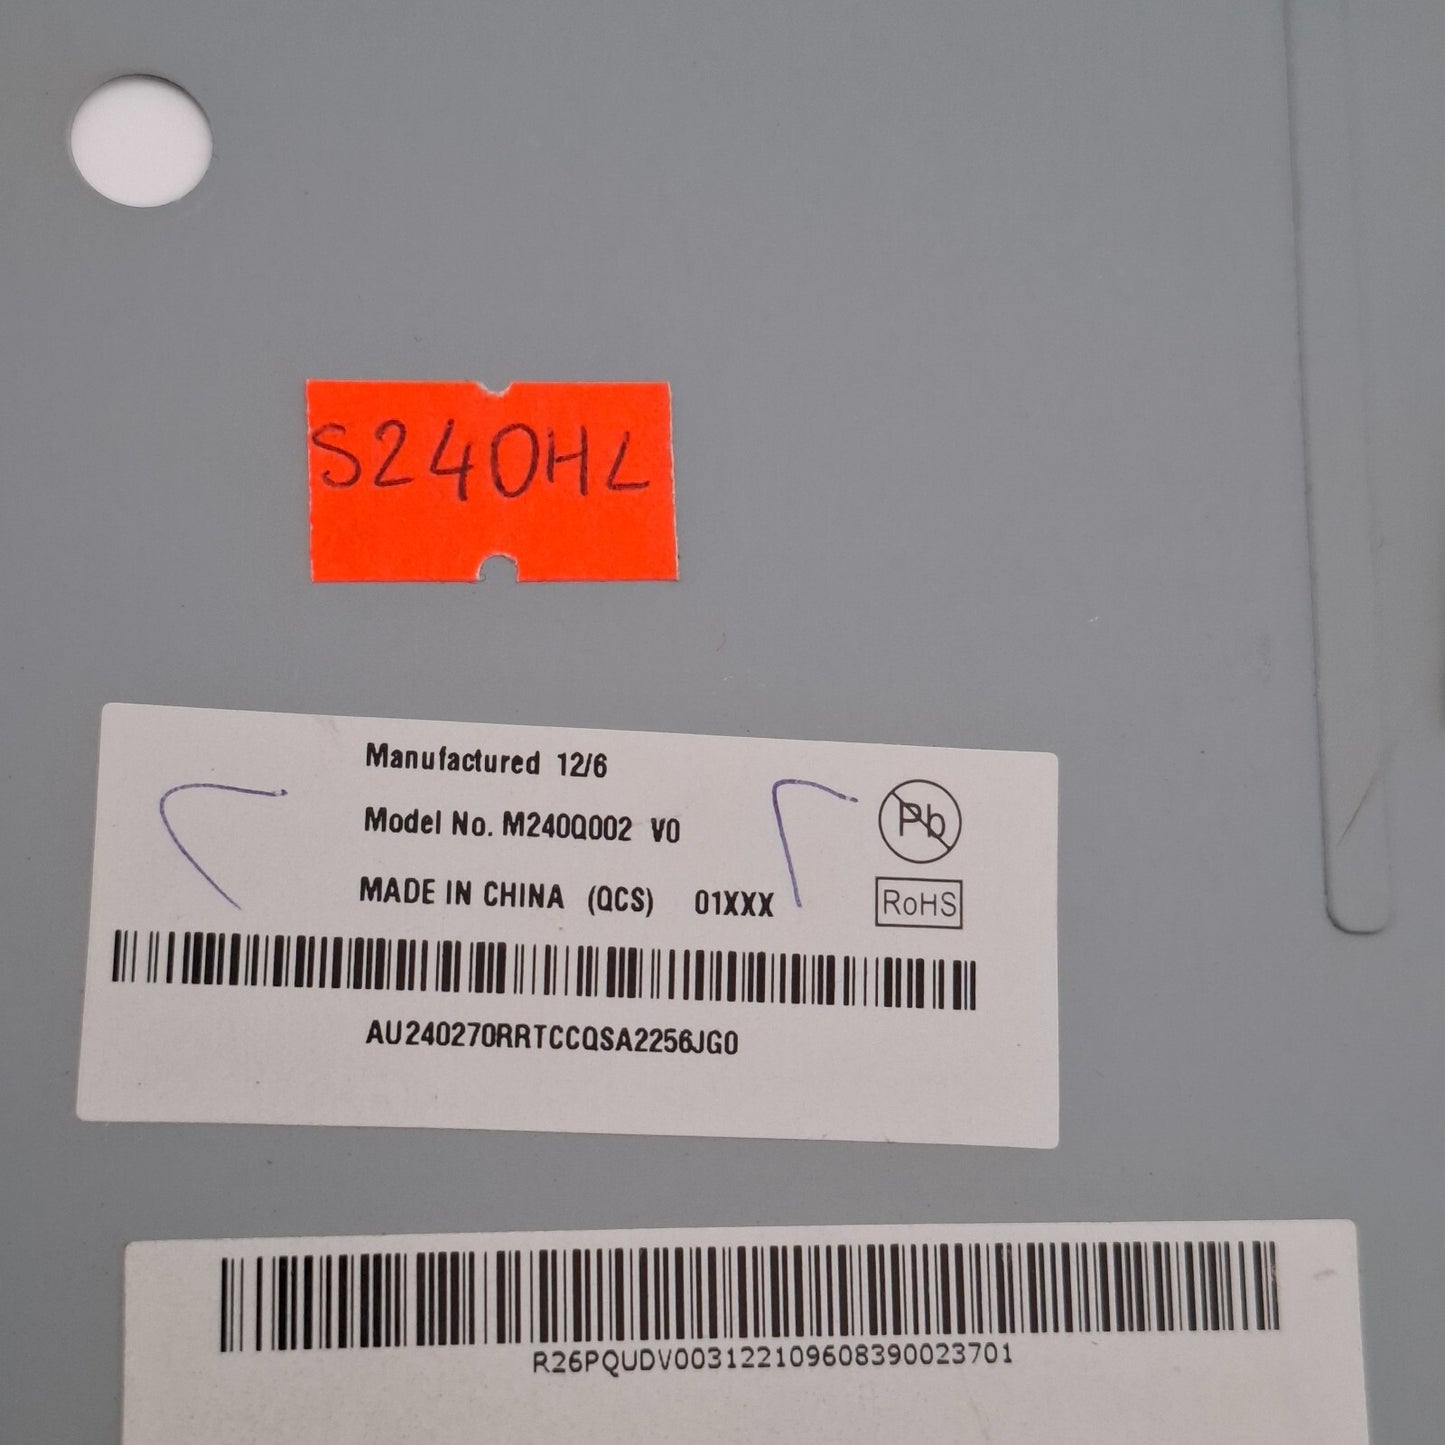 S240HL
Manufactured 12/6
Model No. M240Q002 V0
Pb
MADE IN CHINA (QCS) 01XXX
RoHS
AU240270RRTCCQSA2256JG0
R26PQUDV003122109608390023701